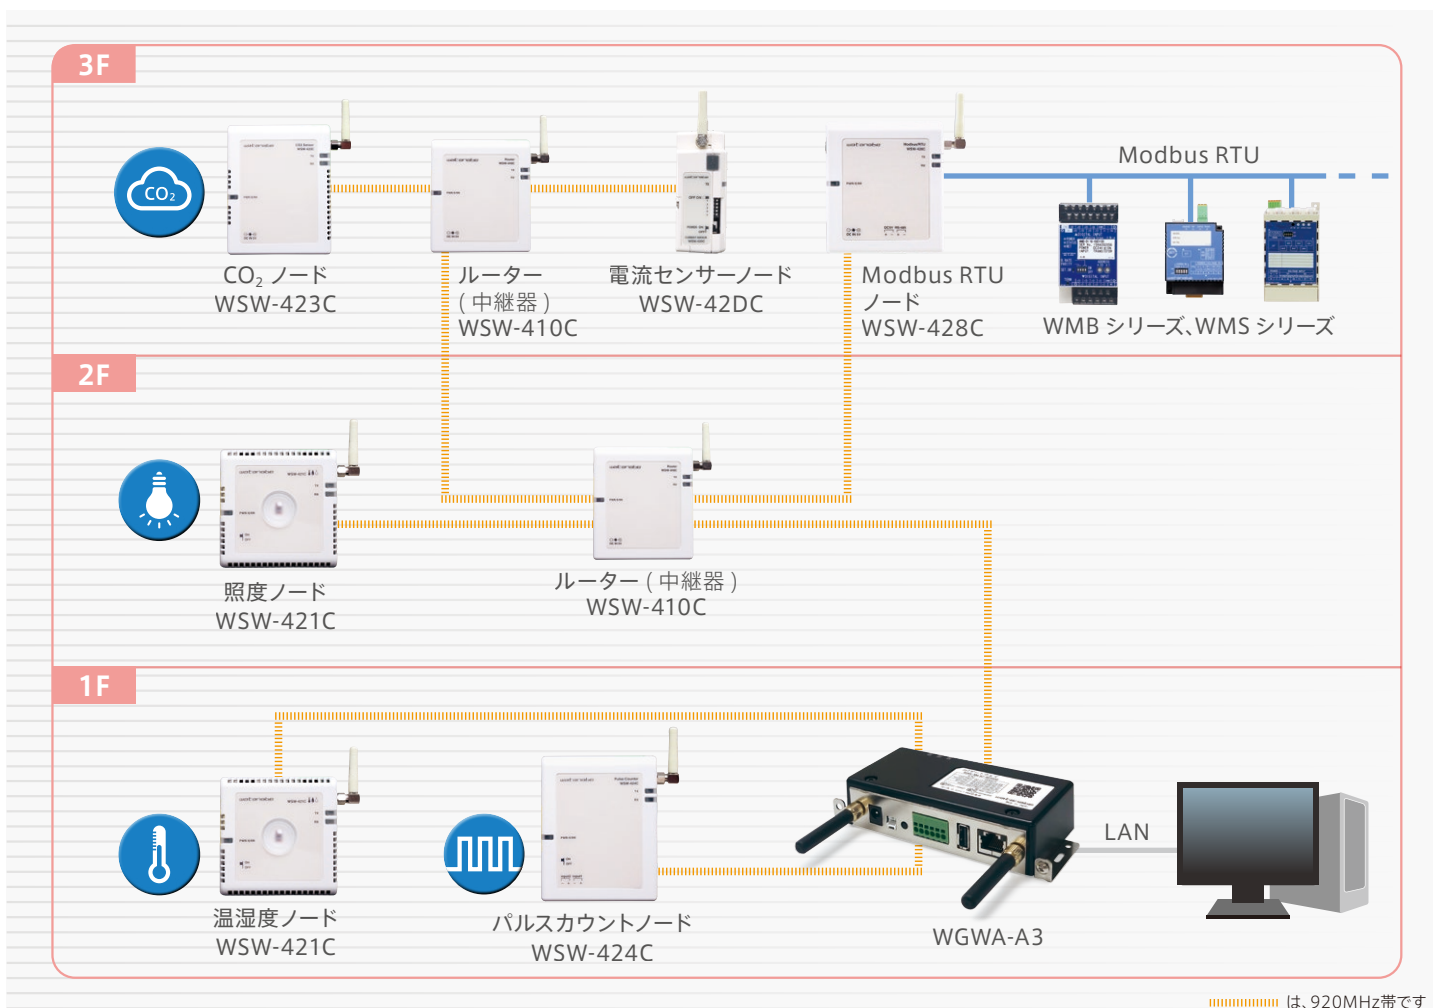 3F
CO₂
Modbus RTU
CO₂ ノード
WSW-423C
ルーター
( 中継器 )
WSW-410C
電流センサーノード
WSW-42DC
Modbus RTU
ノード
WSW-428C
WMB シリーズ、WMS シリーズ
2F
照度ノード
WSW-421C
ルーター ( 中継器 )
WSW-410C
1F
LAN
温湿度ノード
WSW-421C
パルスカウントノード
WSW-424C
WGWA-A3
は、920MHz帯です